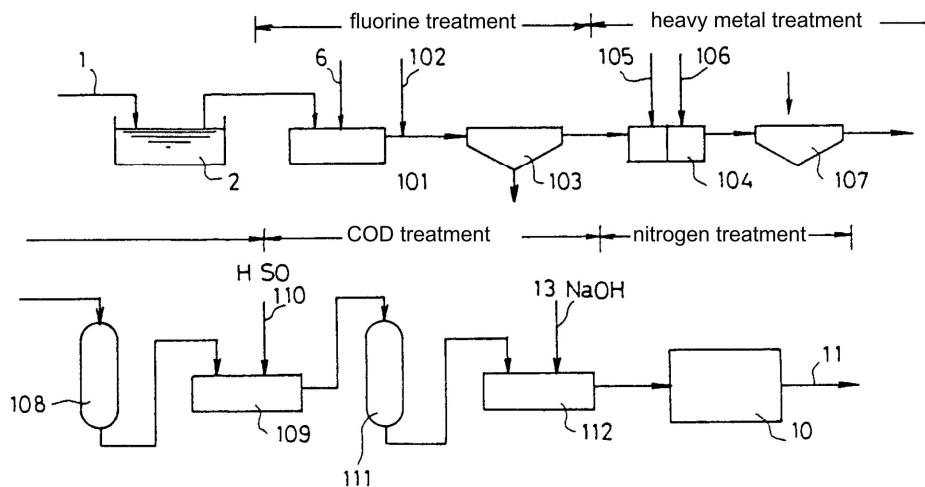 fluorine treatment heavy metal treatment
1 6 102 105 106
2 101 103 104 107
COD treatment nitrogen treatment
H SO 13 NaOH
110 11
108 109 111 112 10